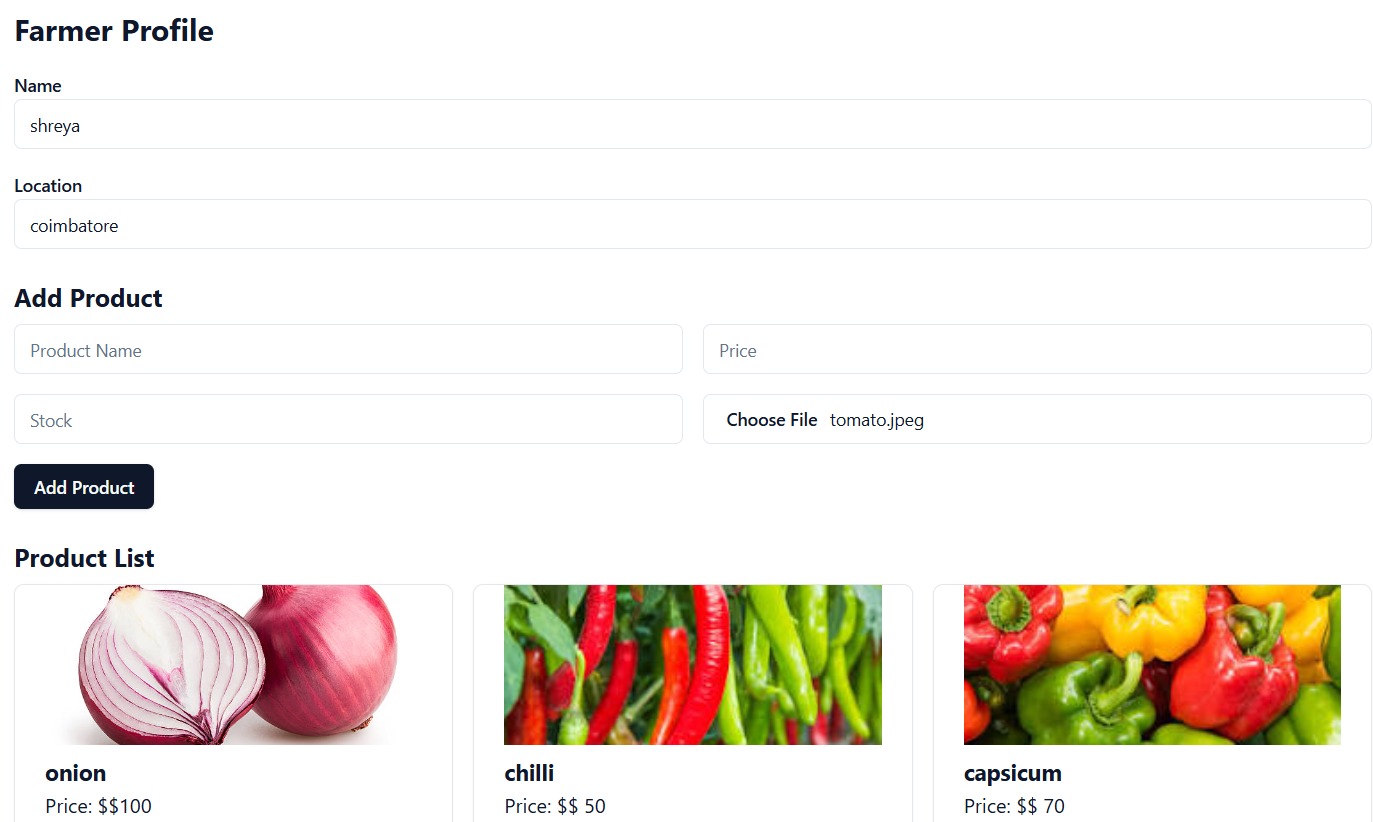 Farmer Profile
Name
shreya
Location
coimbatore
Add Product
Product Name
Price
Stock
Choose File tomato.jpeg
Add Product
Product List
onion
Price: $$100
chilli
Price: $$ 50
capsicum
Price: $$ 70